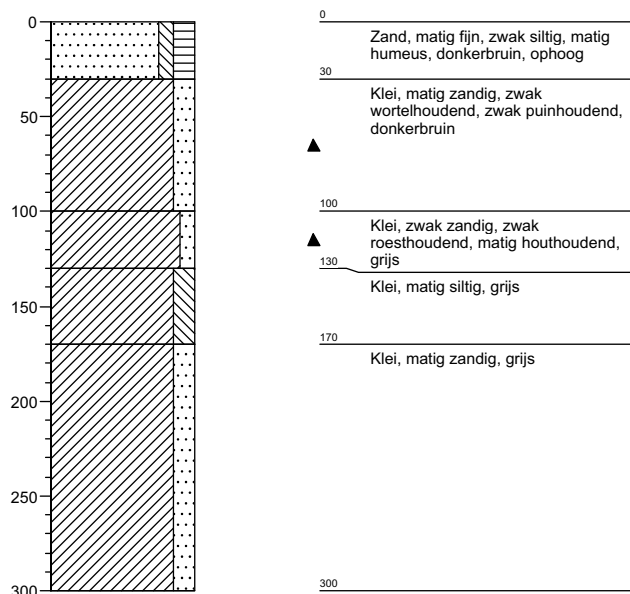 0
50
100
150
200
250
300
0
Zand, matig fijn, zwak siltig, matig
humeus, donkerbruin, ophoog
30
Klei, matig zandig, zwak
wortelhoudend, zwak puinhoudend,
donkerbruin
100
Klei, zwak zandig, zwak
roesthoudend, matig houthoudend,
grijs
130
Klei, matig siltig, grijs
170
Klei, matig zandig, grijs
300